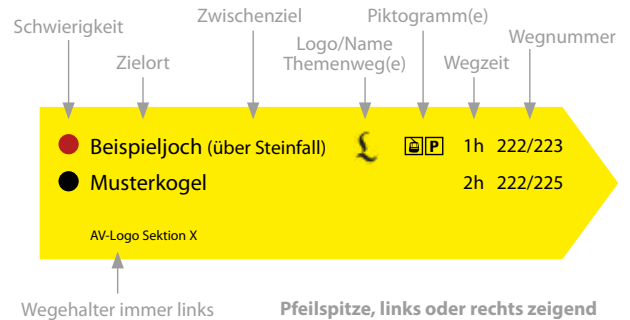 Schwierigkeit
Zielort
Zwischenziel
Logo/Name
Themenweg(e)
Piktogramm(e)
Wegzeit
Wegnummer
Beispieljoch (über Steinfall) P 1h 222/223
Musterkogel 2h 222/225
AV-Logo Sektion X
Wegehalter immer links
Pfeilspitze, links oder rechts zeigend